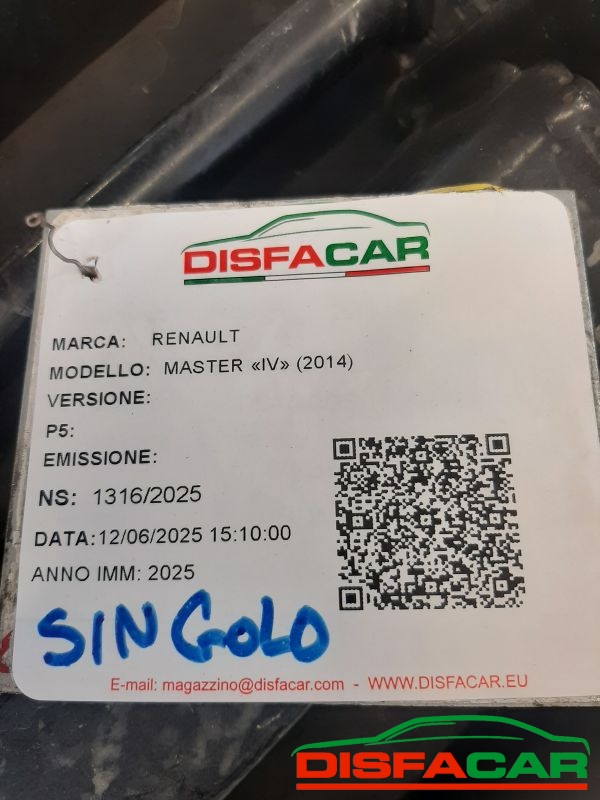 DISFACAR
MARCA: RENAULT
MODELLO: MASTER «IV» (2014)
VERSIONE:
P5:
EMISSIONE:
NS: 1316/2025
DATA:12/06/2025 15:10:00
ANNO IMM: 2025
SINGOLO
E-mail: magazzino@disfacar.com - WWW.DISFACAR.EU
DISFACAR